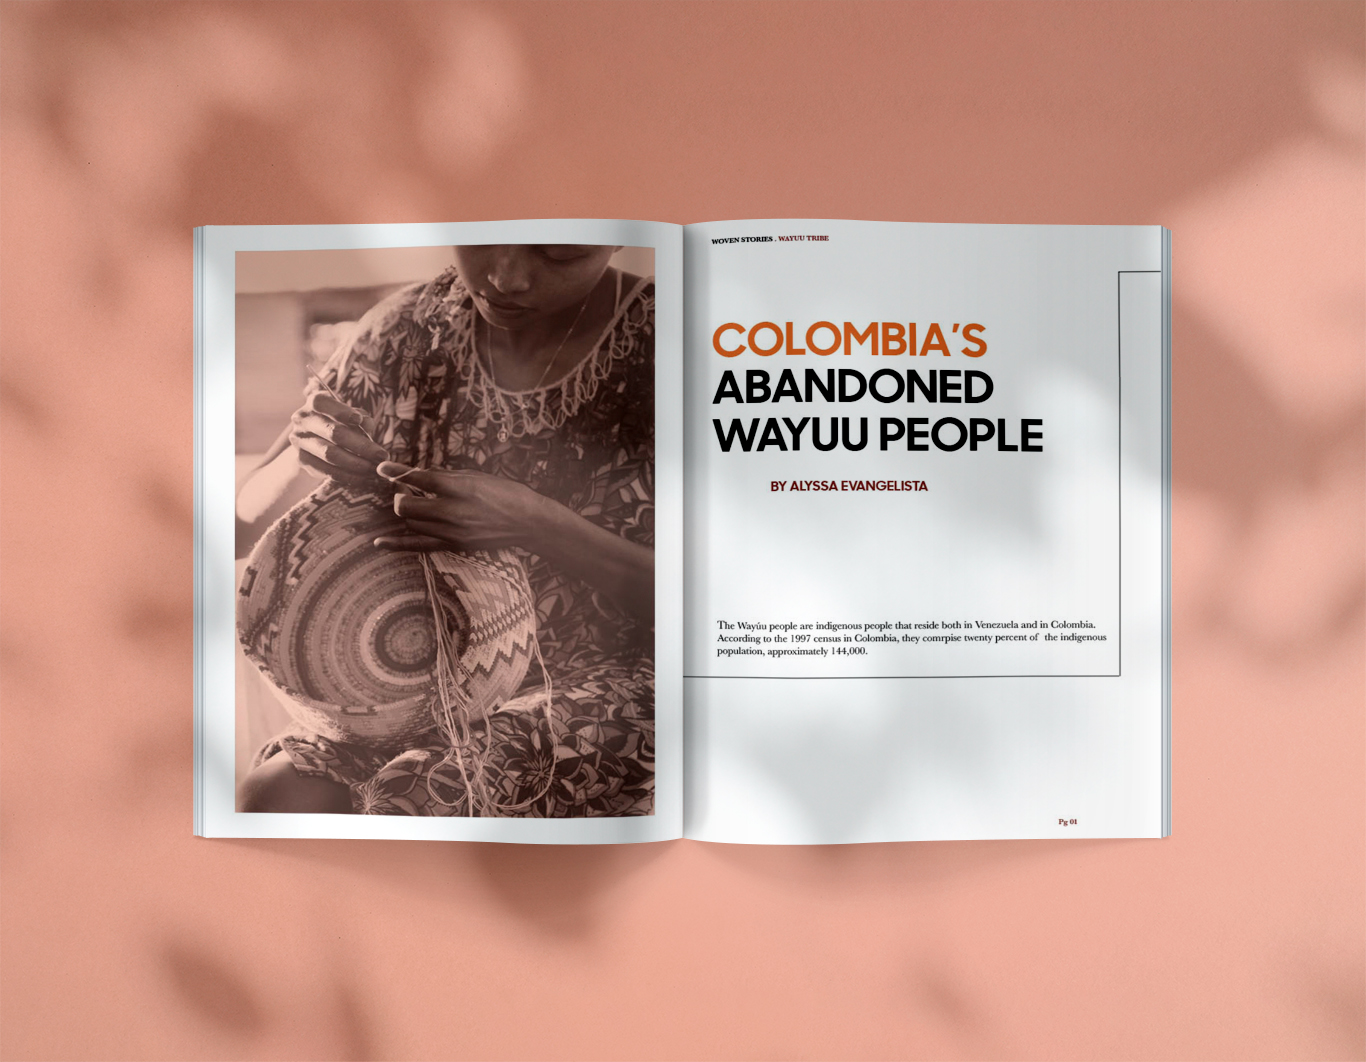 WOVEN STORIES . WAYUU TRIBE
COLOMBIA'S
ABANDONED
WAYUU PEOPLE
BY ALYSSA EVANGELISTA
The Wayúu people are indigenous people that reside both in Venezuela and in Colombia.
According to the 1997 census in Colombia, they comrpise twenty percent of the indigenous
population, approximately 144,000.
Pg 01